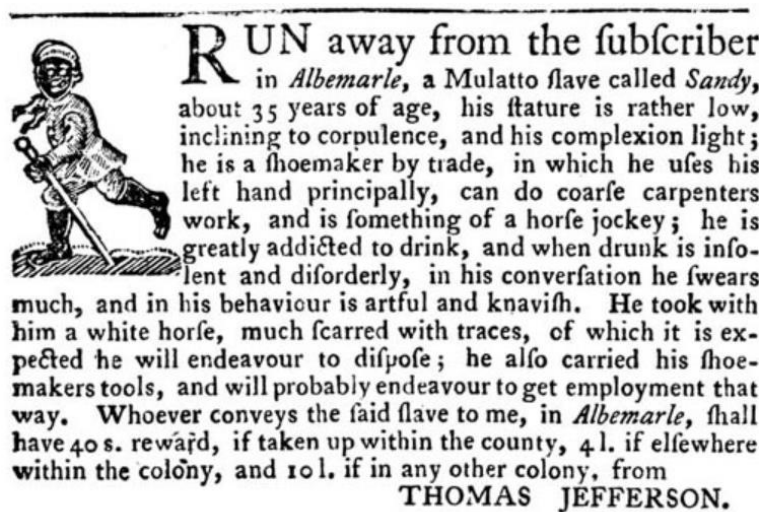 RUN away from the ſubſcriber
in Albemarle, a Mulatto ſlave called Sandy,
about 35 years of age, his ſtature is rather low,
inclining to corpulence, and his complexion light;
he is a ſhoemaker by trade, in which he uſes his
left hand principally, can do coarſe carpenters
work, and is ſomething of a horſe jockey; he is
greatly addicted to drink, and when drunk is inſo-
lent and diſorderly, in his converſation he ſwears
much, and in his behaviour is artful and knaviſh. He took with
him a white horſe, much ſcarred with traces, of which it is ex-
pected he will endeavour to diſpoſe; he alſo carried his ſhoe-
makers tools, and will probably endeavour to get employment that
way. Whoever conveys the ſaid ſlave to me, in Albemarle, ſhall
have 40 s. reward, if taken up within the county, 4 l. if elſewhere
within the colony, and 10 l. if in any other colony, from
THOMAS JEFFERSON.